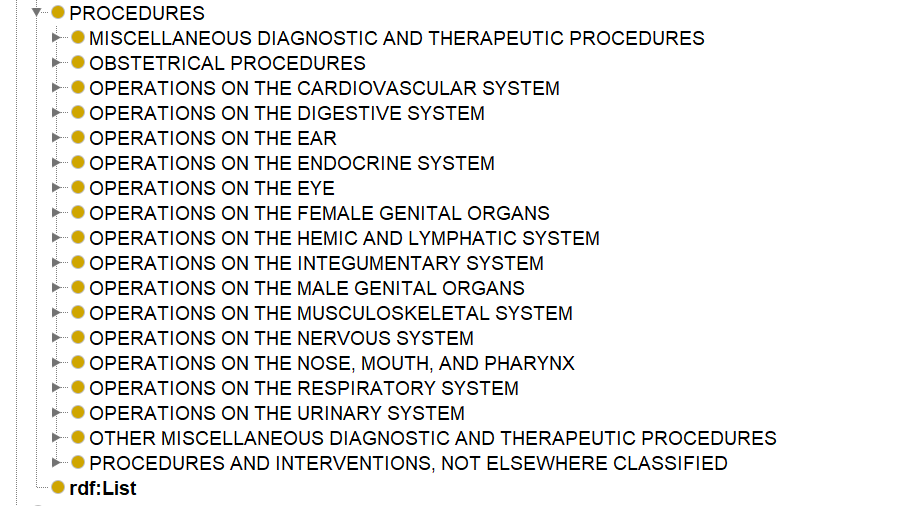 PROCEDURES
MISCELLANEOUS DIAGNOSTIC AND THERAPEUTIC PROCEDURES
OBSTETRICAL PROCEDURES
OPERATIONS ON THE CARDIOVASCULAR SYSTEM
OPERATIONS ON THE DIGESTIVE SYSTEM
OPERATIONS ON THE EAR
OPERATIONS ON THE ENDOCRINE SYSTEM
OPERATIONS ON THE EYE
OPERATIONS ON THE FEMALE GENITAL ORGANS
OPERATIONS ON THE HEMIC AND LYMPHATIC SYSTEM
OPERATIONS ON THE INTEGUMENTARY SYSTEM
OPERATIONS ON THE MALE GENITAL ORGANS
OPERATIONS ON THE MUSCULOSKELETAL SYSTEM
OPERATIONS ON THE NERVOUS SYSTEM
OPERATIONS ON THE NOSE, MOUTH, AND PHARYNX
OPERATIONS ON THE RESPIRATORY SYSTEM
OPERATIONS ON THE URINARY SYSTEM
OTHER MISCELLANEOUS DIAGNOSTIC AND THERAPEUTIC PROCEDURES
PROCEDURES AND INTERVENTIONS, NOT ELSEWHERE CLASSIFIED
rdf:List